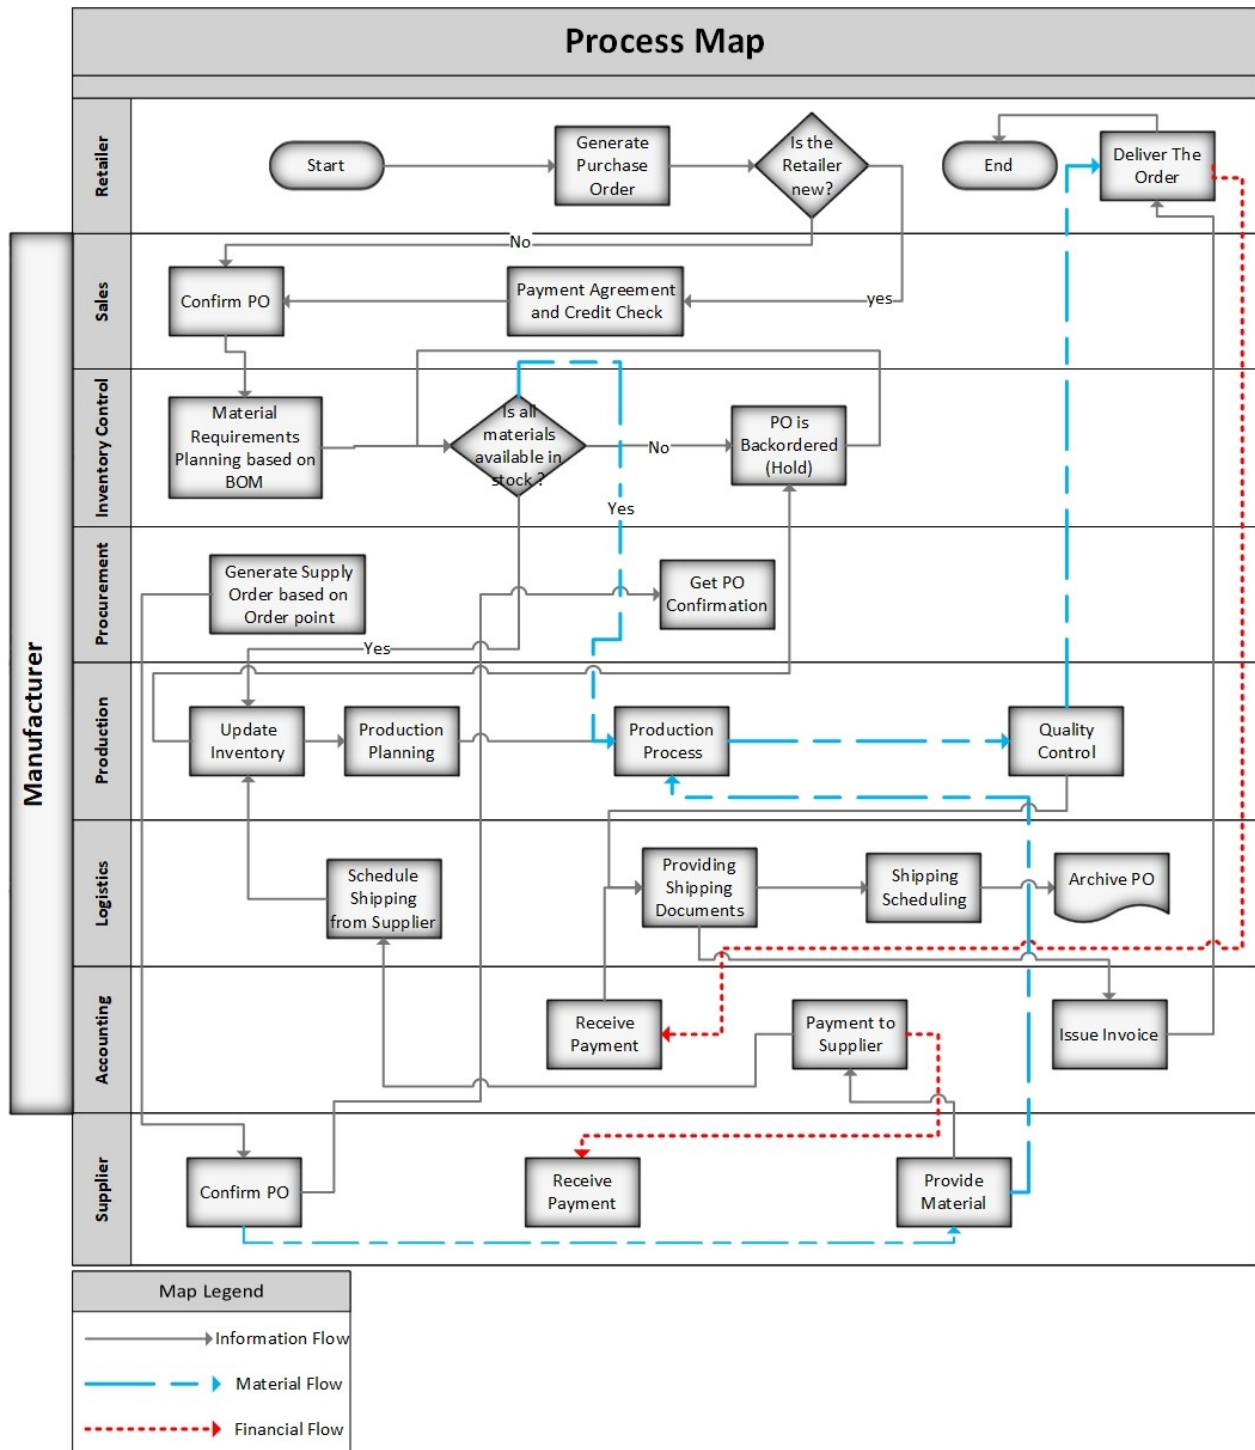 Process Map
Retailer
Start
Generate
Purchase
Order
Is the
Retailer
new?
End
Deliver The
Order
No
yes
Manufacturer
Sales
Confirm PO
Payment Agreement
and Credit Check
Inventory Control
Material
Requirements
Planning based on
BOM
Is all
materials
available in
stock ?
No
PO is
Backordered
(Hold)
Yes
Procurement
Generate Supply
Order based on
Order point
Get PO
Confirmation
Yes
Production
Update
Inventory
Production
Planning
Production
Process
Quality
Control
Logistics
Schedule
Shipping
from Supplier
Providing
Shipping
Documents
Shipping
Scheduling
Archive PO
Accounting
Receive
Payment
Payment to
Supplier
Issue Invoice
Supplier
Confirm PO
Receive
Payment
Provide
Material
Map Legend
Information Flow
Material Flow
Financial Flow